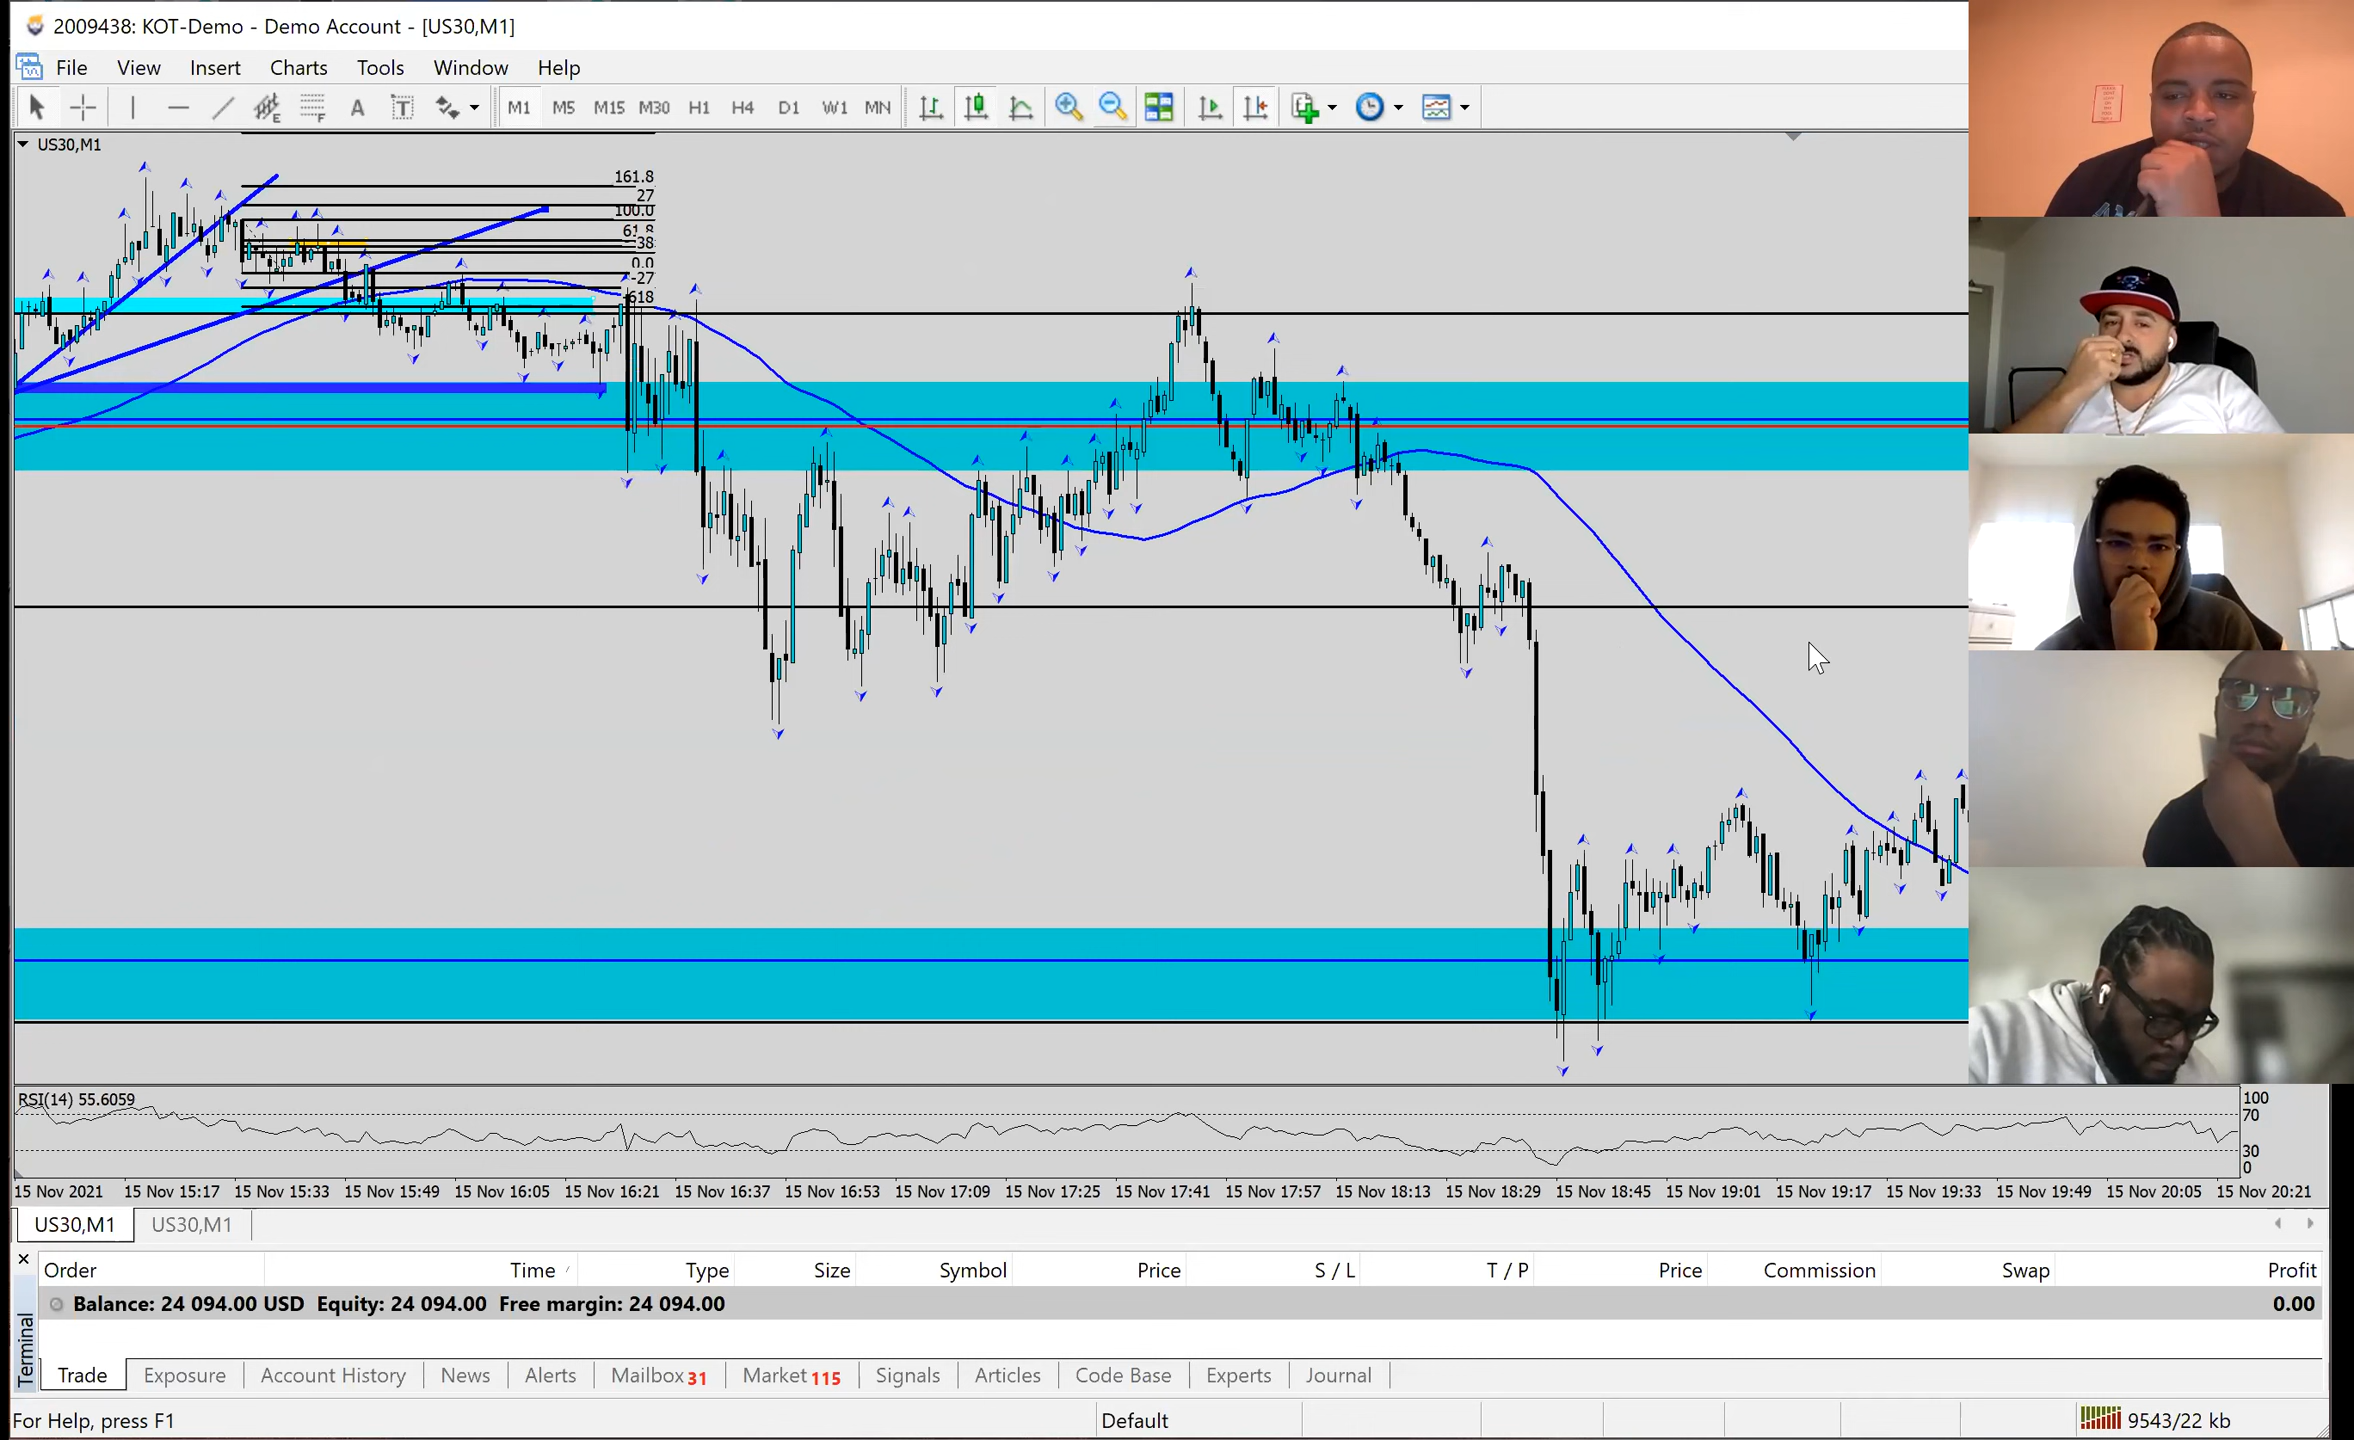 2009438: KOT-Demo - Demo Account - [US30,M1]
File View Insert Charts Tools Window Help
A T M1 M5 M15 M30 H1 H4 D1 W1 MN
US30,M1
161.8
27
100.0
61.8
38
0.0
-27
618
RSI(14) 55.6059
100
70
30
0
15 Nov 2021 15 Nov 15:17 15 Nov 15:33 15 Nov 15:49 15 Nov 16:05 15 Nov 16:21 15 Nov 16:37 15 Nov 16:53 15 Nov 17:09 15 Nov 17:25 15 Nov 17:41 15 Nov 17:57 15 Nov 18:13 15 Nov 18:29 15 Nov 18:45 15 Nov 19:01 15 Nov 19:17 15 Nov 19:33 15 Nov 19:49 15 Nov 20:05 15 Nov 20:21
US30,M1 US30,M1
Order Time / Type Size Symbol Price S / L T / P Price Commission Swap Profit
Balance: 24 094.00 USD Equity: 24 094.00 Free margin: 24 094.00 0.00
Terminal
Trade Exposure Account History News Alerts Mailbox 31 Market 115 Signals Articles Code Base Experts Journal
For Help, press F1 Default 9543/22 kb